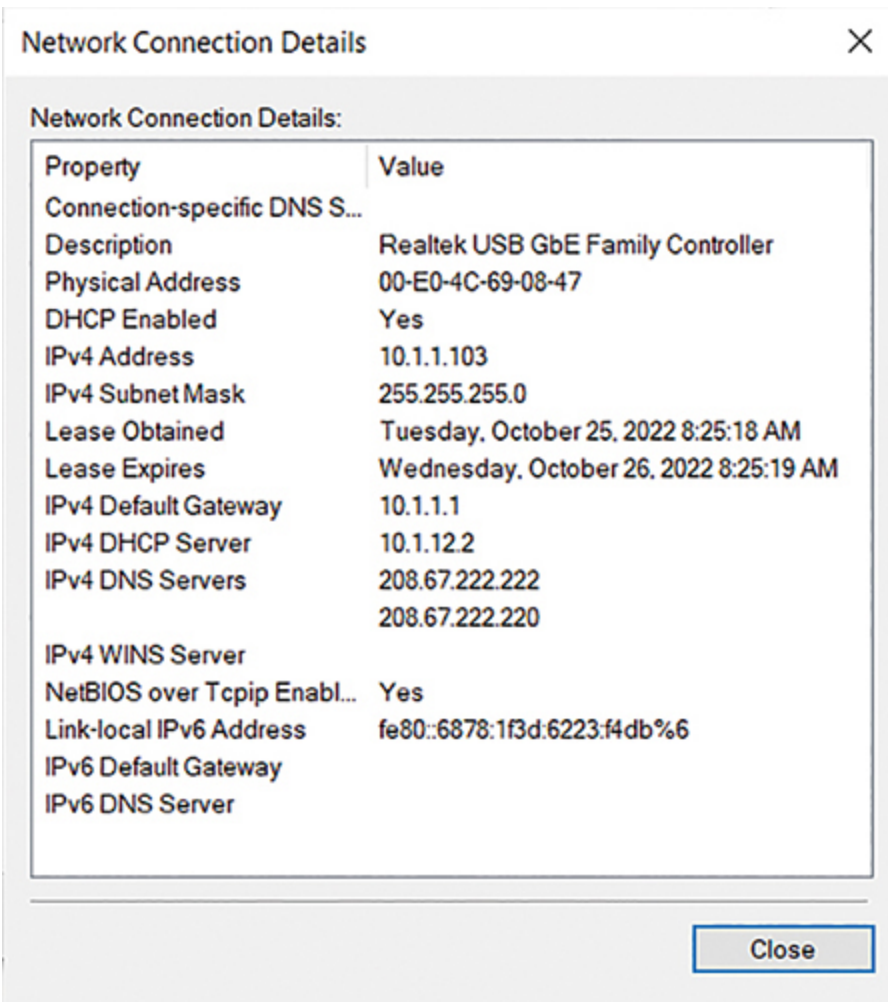 Network Connection Details
Network Connection Details:
Property Value
Connection-specific DNS S...
Description Realtek USB GbE Family Controller
Physical Address 00-E0-4C-69-08-47
DHCP Enabled Yes
IPv4 Address 10.1.1.103
IPv4 Subnet Mask 255.255.255.0
Lease Obtained Tuesday, October 25, 2022 8:25:18 AM
Lease Expires Wednesday, October 26, 2022 8:25:19 AM
IPv4 Default Gateway 10.1.1.1
IPv4 DHCP Server 10.1.12.2
IPv4 DNS Servers 208.67.222.222
208.67.222.220
IPv4 WINS Server
NetBIOS over Tcpip Enabl... Yes
Link-local IPv6 Address fe80::6878:1f3d:6223:f4db%6
IPv6 Default Gateway
IPv6 DNS Server
Close